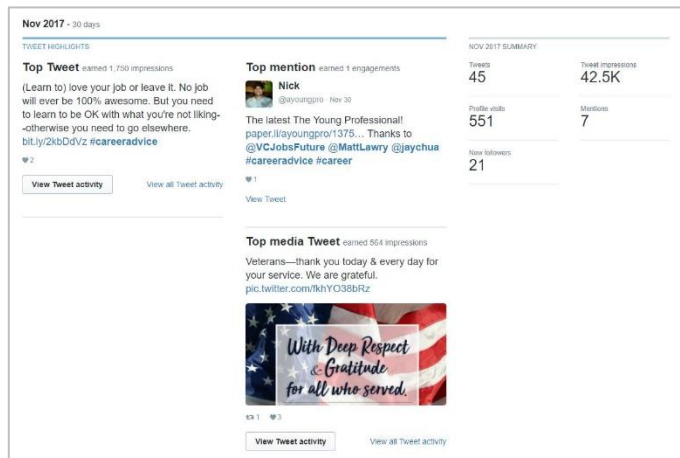 Nov 2017 - 30 days
TWEET HIGHLIGHTS
Top Tweet earned 1,750 impressions
(Learn to) love your job or leave it. No job
will ever be 100% awesome. But you need
to learn to be OK with what you're not liking-
-otherwise you need to go elsewhere.
bit.ly/2kbDdVz #careeradvice
2
View Tweet activity
View all Tweet activity
Top mention earned 1 engagements
Nick
@ayoungpro · Nov 30
The latest The Young Professional!
paper.li/ayoungpro/1375… Thanks to
@VCJobsFuture @MattLawry @jaychua
#careeradvice #career
1
View Tweet
Top media Tweet earned 564 impressions
Veterans—thank you today & every day for
your service. We are grateful.
pic.twitter.com/fkhYO38bRz
With Deep Respect
& Gratitude
for all who served.
1 3
View Tweet activity
View all Tweet activity
NOV 2017 SUMMARY
Tweets
45
Tweet impressions
42.5K
Profile visits
551
Mentions
7
New followers
21